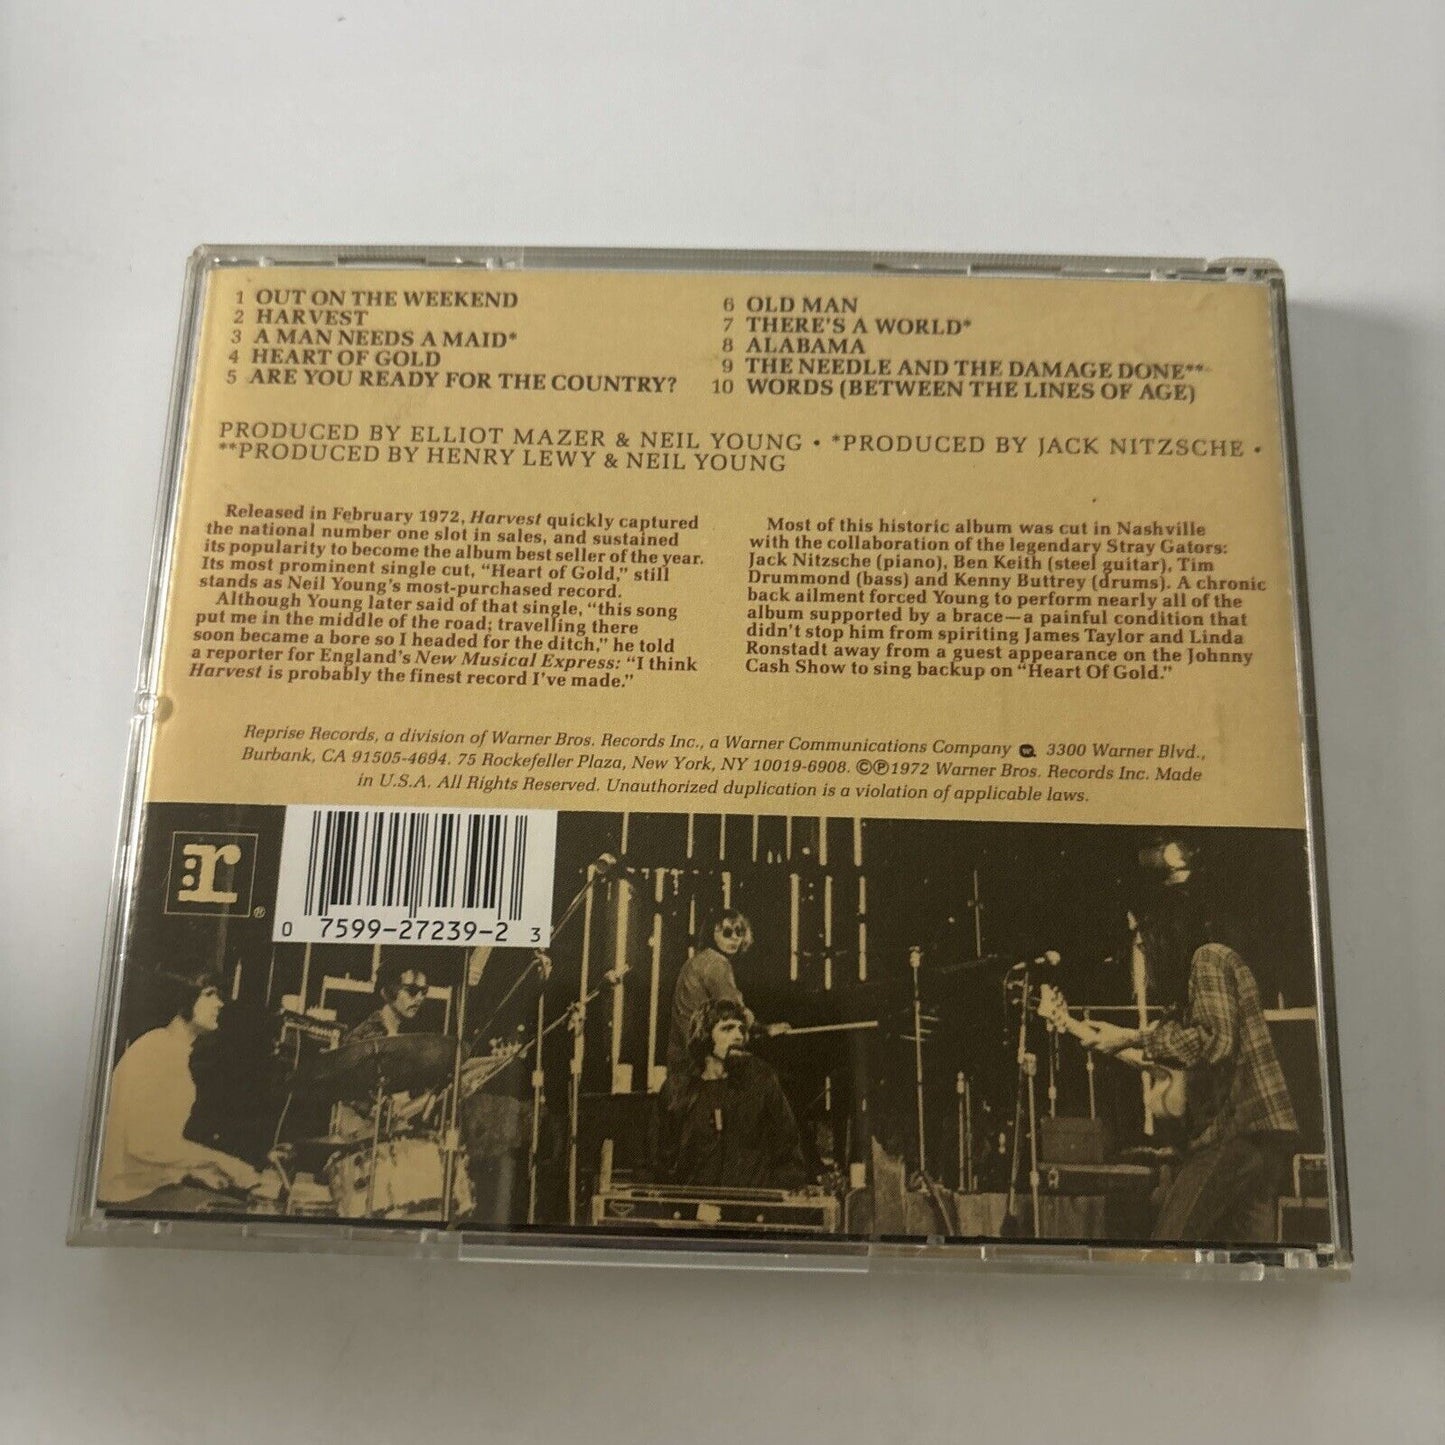 1 OUT ON THE WEEKEND
2 HARVEST
3 A MAN NEEDS A MAID*
4 HEART OF GOLD
5 ARE YOU READY FOR THE COUNTRY?
6 OLD MAN
7 THERE'S A WORLD*
8 ALABAMA
9 THE NEEDLE AND THE DAMAGE DONE**
10 WORDS (BETWEEN THE LINES OF AGE)
PRODUCED BY ELLIOT MAZER & NEIL YOUNG • *PRODUCED BY JACK NITZSCHE •
**PRODUCED BY HENRY LEWY & NEIL YOUNG
Released in February 1972, Harvest quickly captured
the national number one slot in sales, and sustained
its popularity to become the album best seller of the year.
Its most prominent single cut, "Heart of Gold," still
stands as Neil Young's most-purchased record.
Although Young later said of that single, "this song
put me in the middle of the road; travelling there
soon became a bore so I headed for the ditch," he told
a reporter for England's New Musical Express: "I think
Harvest is probably the finest record I've made."
Most of this historic album was cut in Nashville
with the collaboration of the legendary Stray Gators:
Jack Nitzsche (piano), Ben Keith (steel guitar), Tim
Drummond (bass) and Kenny Buttrey (drums). A chronic
back ailment forced Young to perform nearly all of the
album supported by a brace—a painful condition that
didn't stop him from spiriting James Taylor and Linda
Ronstadt away from a guest appearance on the Johnny
Cash Show to sing backup on "Heart Of Gold."
Reprise Records, a division of Warner Bros. Records Inc., a Warner Communications Company 3300 Warner Blvd.,
Burbank, CA 91505-4694. 75 Rockefeller Plaza, New York, NY 10019-6908. ©℗1972 Warner Bros. Records Inc. Made
in U.S.A. All Rights Reserved. Unauthorized duplication is a violation of applicable laws.
:r ®
0 7599-27239-2 3